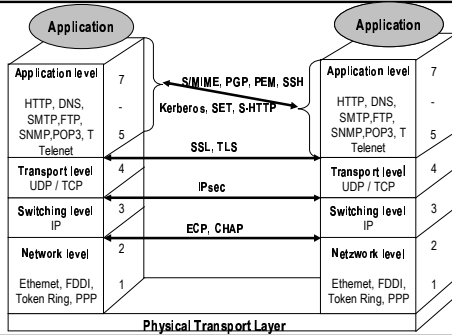 Application
Application
Application level 7
HTTP, DNS, -
SMTP,FTP,
SNMP,POP3, T 5
Telenet
Transport level 4
UDP / TCP
Switching level 3
IP
Network level 2
Ethernet, FDDI, 1
Token Ring, PPP
S/MIME, PGP, PEM, SSH
Kerberos, SET, S-HTTP
SSL, TLS
IPsec
ECP, CHAP
Application level 7
HTTP, DNS, -
SMTP,FTP,
SNMP,POP3, T 5
Telenet
Transport level 4
UDP / TCP
Switching level 3
IP
Netzwork level 2
Ethernet, FDDI, 1
Token Ring, PPP
Physical Transport Layer